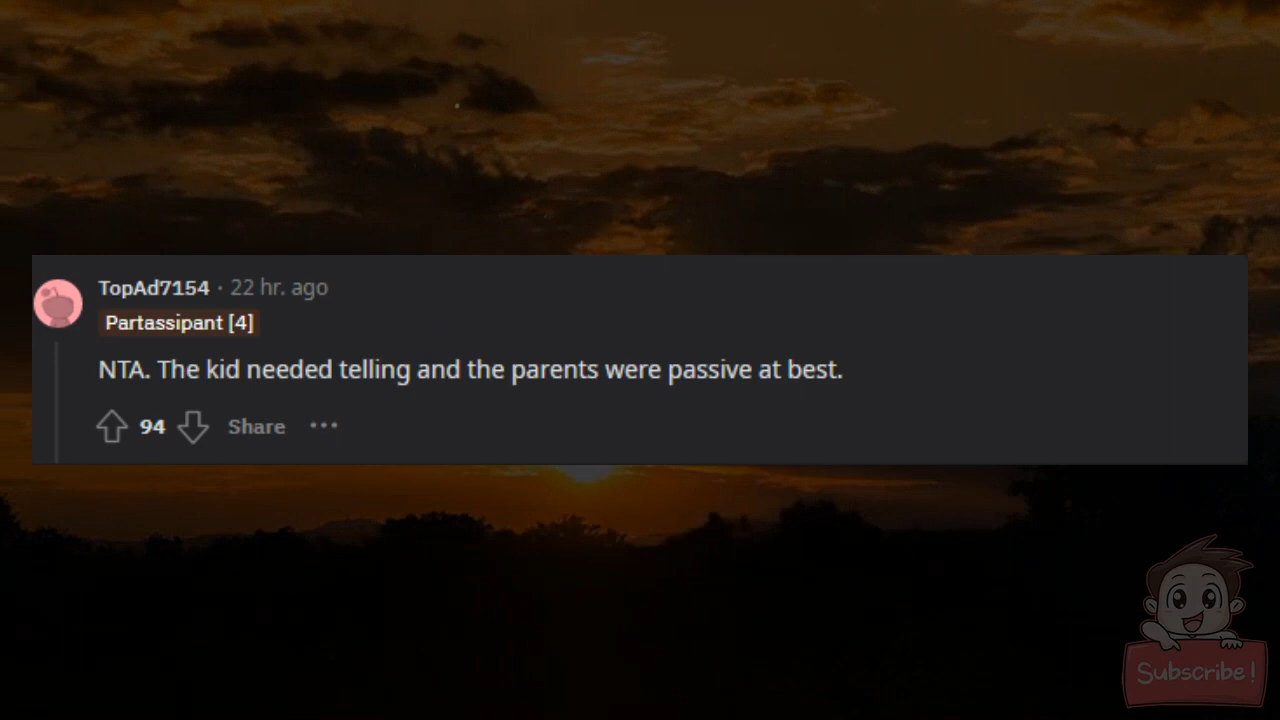 TopAd7154 · 22 hr. ago
Partassipant [4]
NTA. The kid needed telling and the parents were passive at best.
94 Share ···
Subscribe!